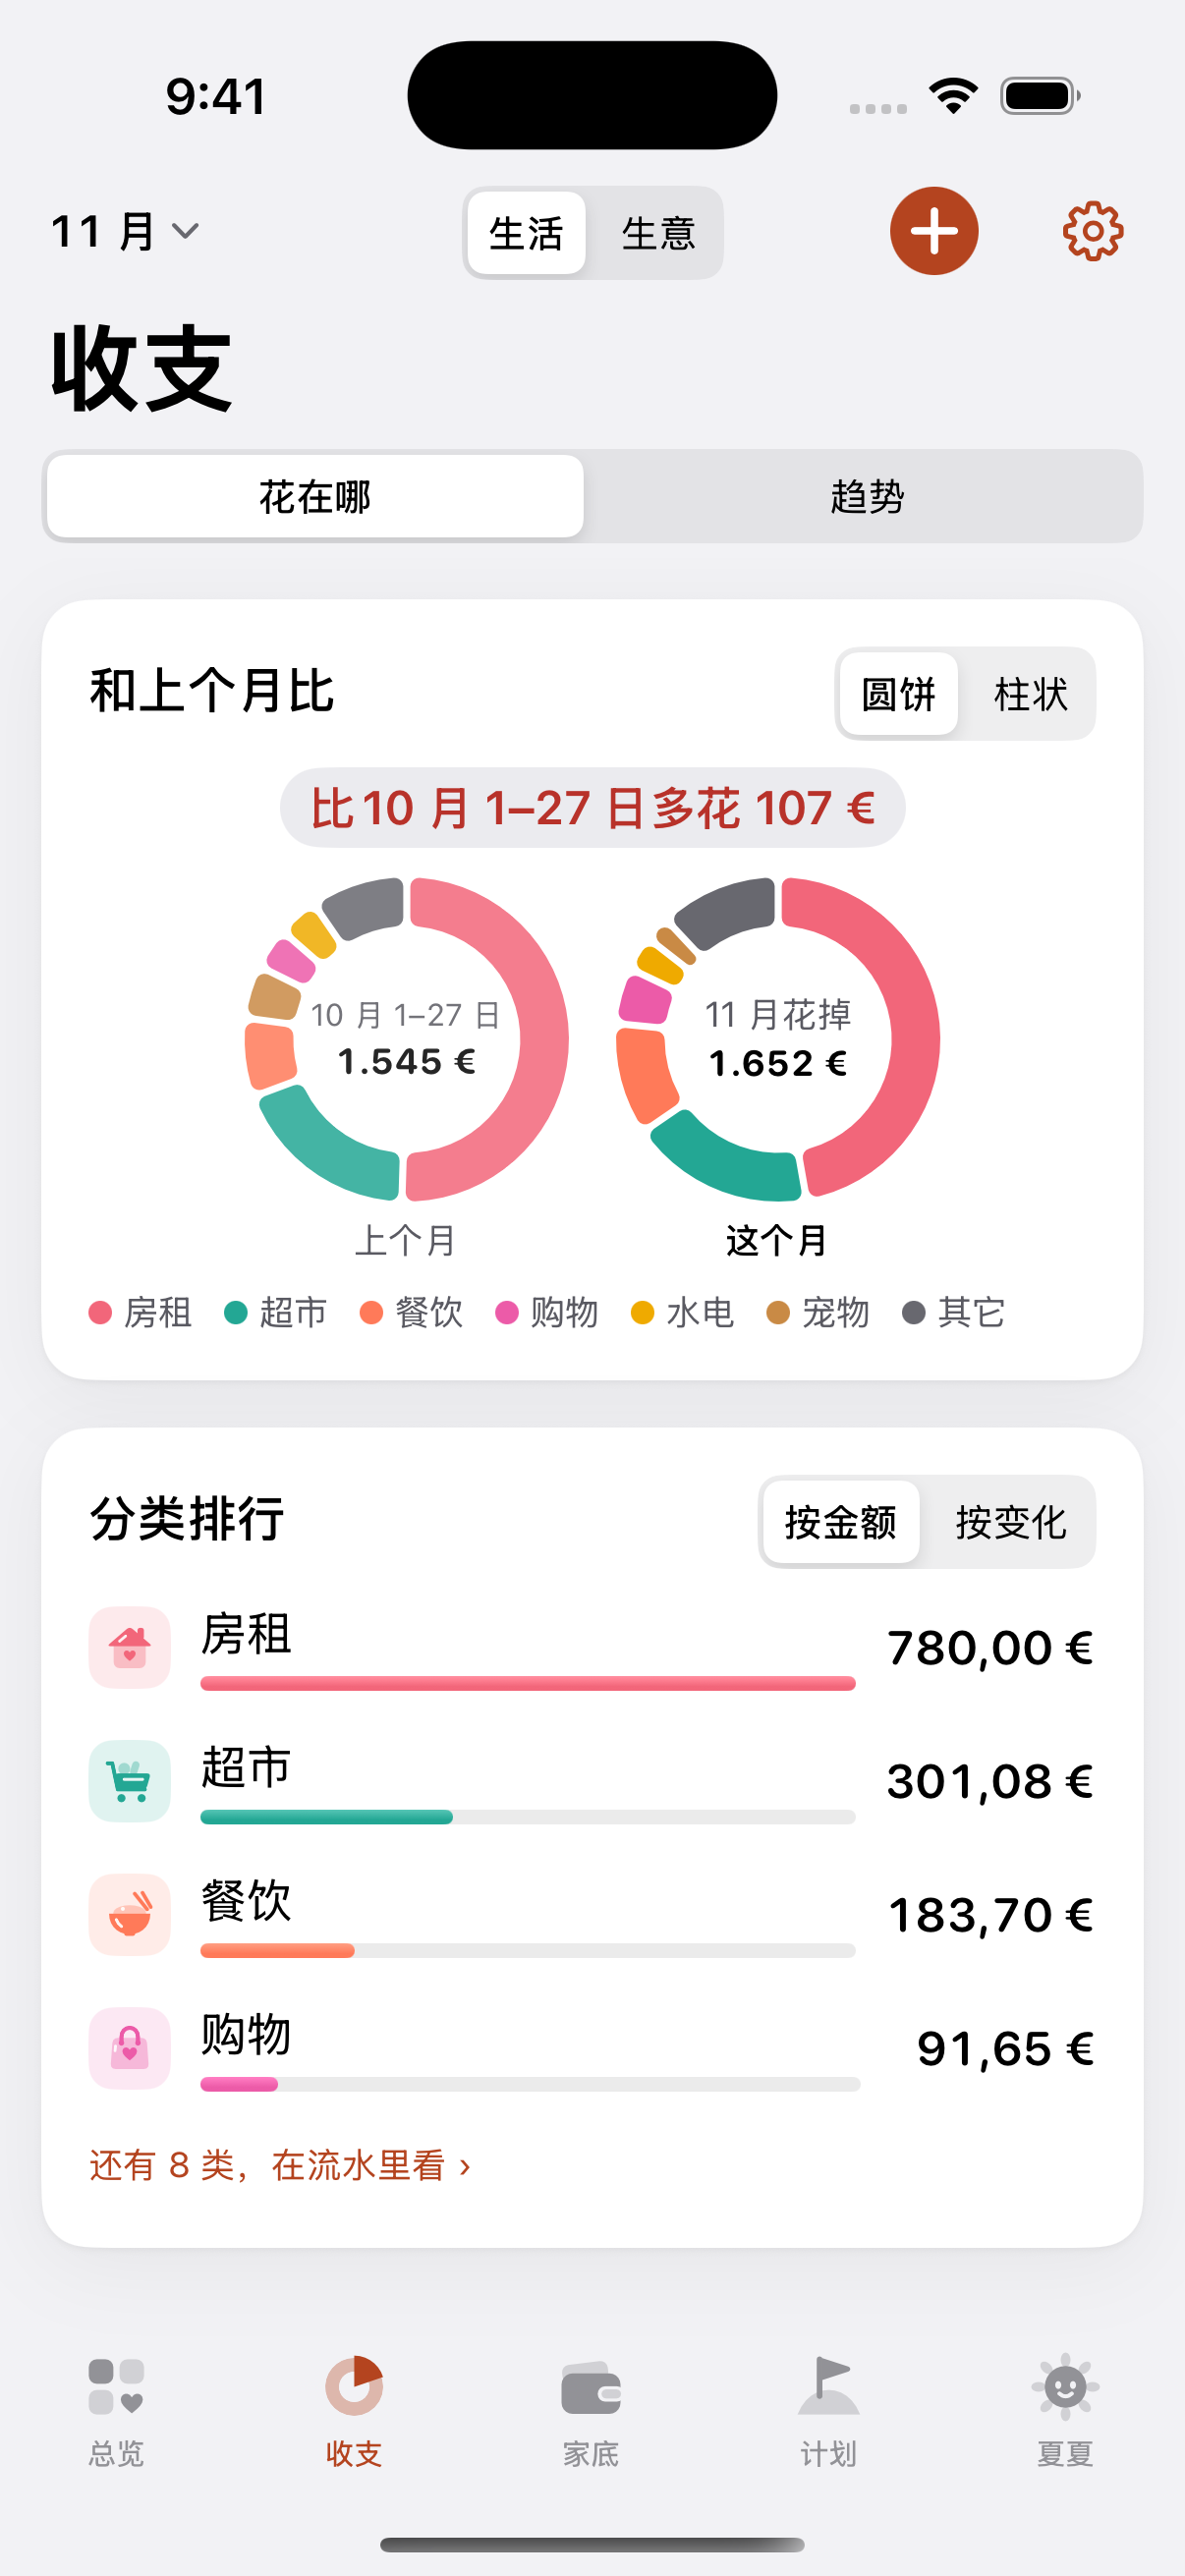 9:41
11 月
生活 生意
收支
花在哪 趋势
和上个月比
圆饼 柱状
比 10 月 1–27 日多花 107 €
10 月 1–27 日
1.545 €
11 月花掉
1.652 €
上个月 这个月
房租 超市 餐饮 购物 水电 宠物 其它
分类排行
按金额 按变化
房租 780,00 €
超市 301,08 €
餐饮 183,70 €
购物 91,65 €
还有 8 类，在流水里看 ›
总览 收支 家底 计划 夏夏